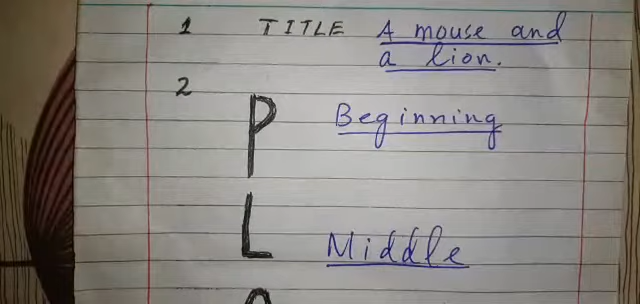 1 TITLE A mouse and
a lion.
2
P Beginning
L Middle